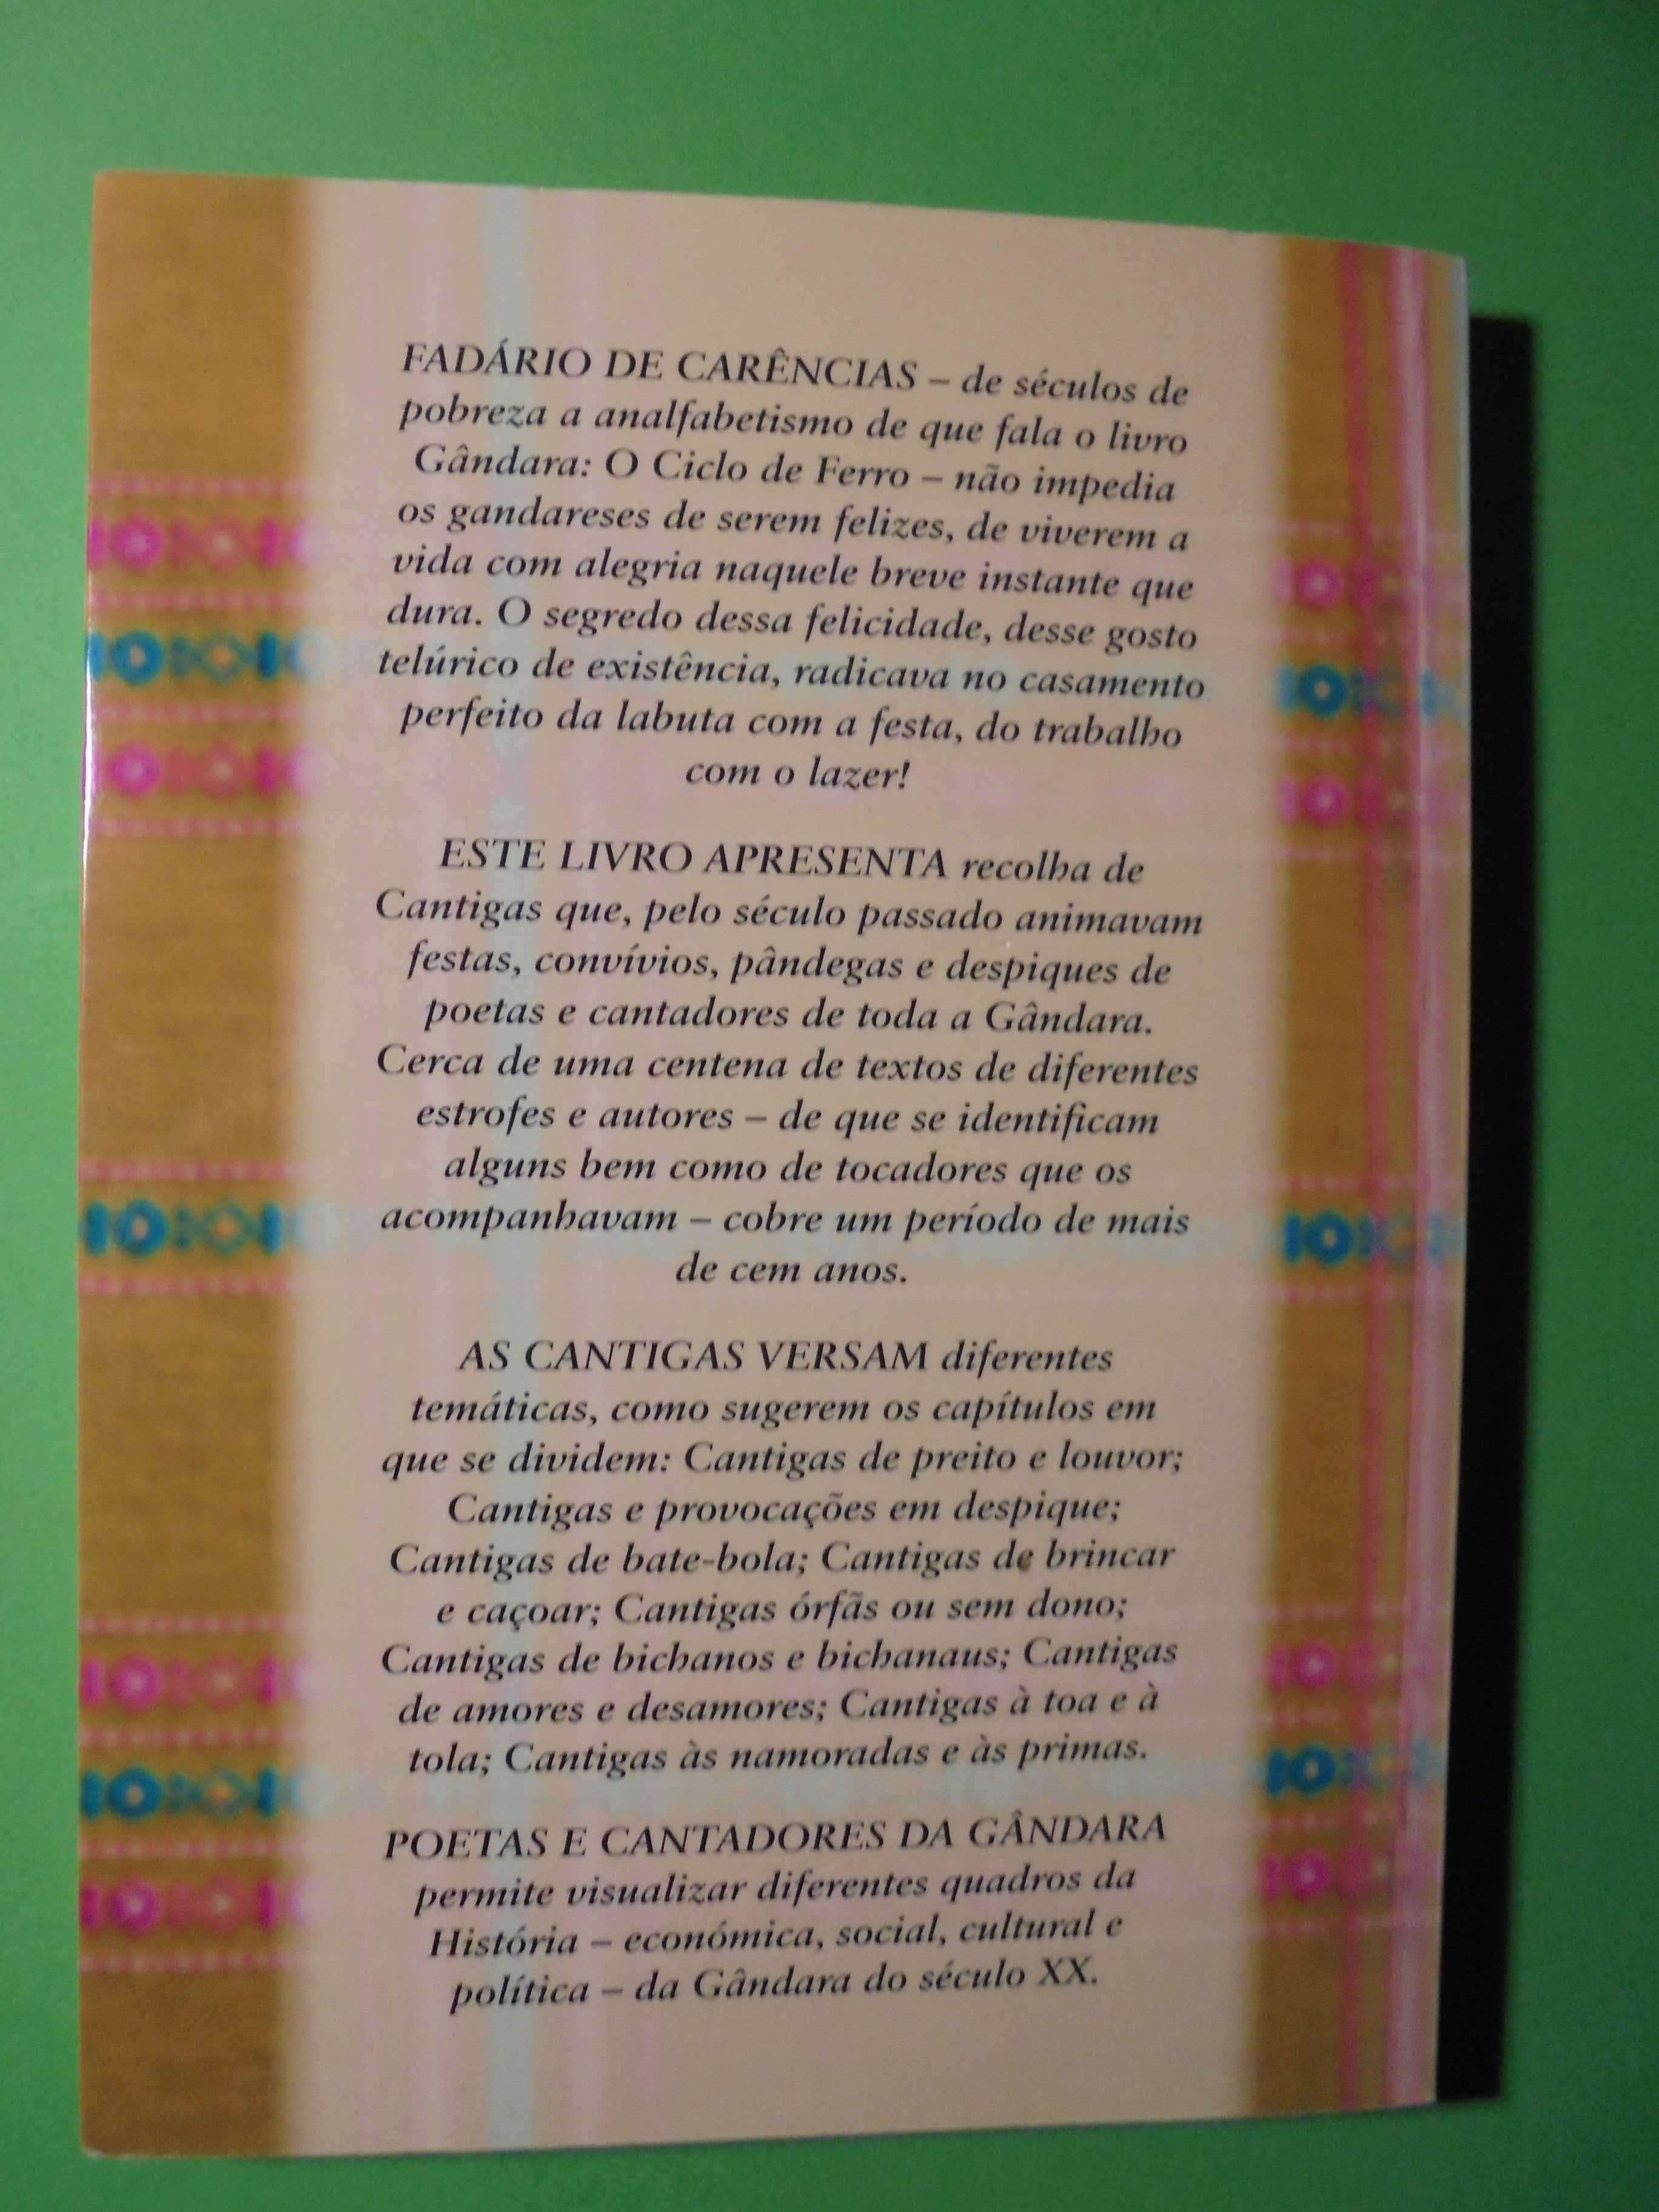 FADÁRIO DE CARÊNCIAS – de séculos de
pobreza a analfabetismo de que fala o livro
Gândara: O Ciclo de Ferro – não impedia
os gandareses de serem felizes, de viverem a
vida com alegria naquele breve instante que
dura. O segredo dessa felicidade, desse gosto
telúrico de existência, radicava no casamento
perfeito da labuta com a festa, do trabalho
com o lazer!
ESTE LIVRO APRESENTA recolha de
Cantigas que, pelo século passado animavam
festas, convívios, pândegas e despiques de
poetas e cantadores de toda a Gândara.
Cerca de uma centena de textos de diferentes
estrofes e autores – de que se identificam
alguns bem como de tocadores que os
acompanhavam – cobre um período de mais
de cem anos.
AS CANTIGAS VERSAM diferentes
temáticas, como sugerem os capítulos em
que se dividem: Cantigas de preito e louvor;
Cantigas e provocações em despique;
Cantigas de bate-bola; Cantigas de brincar
e caçoar; Cantigas órfãs ou sem dono;
Cantigas de bichanos e bichanaus; Cantigas
de amores e desamores; Cantigas à toa e à
tola; Cantigas às namoradas e às primas.
POETAS E CANTADORES DA GÂNDARA
permite visualizar diferentes quadros da
História – económica, social, cultural e
política – da Gândara do século XX.